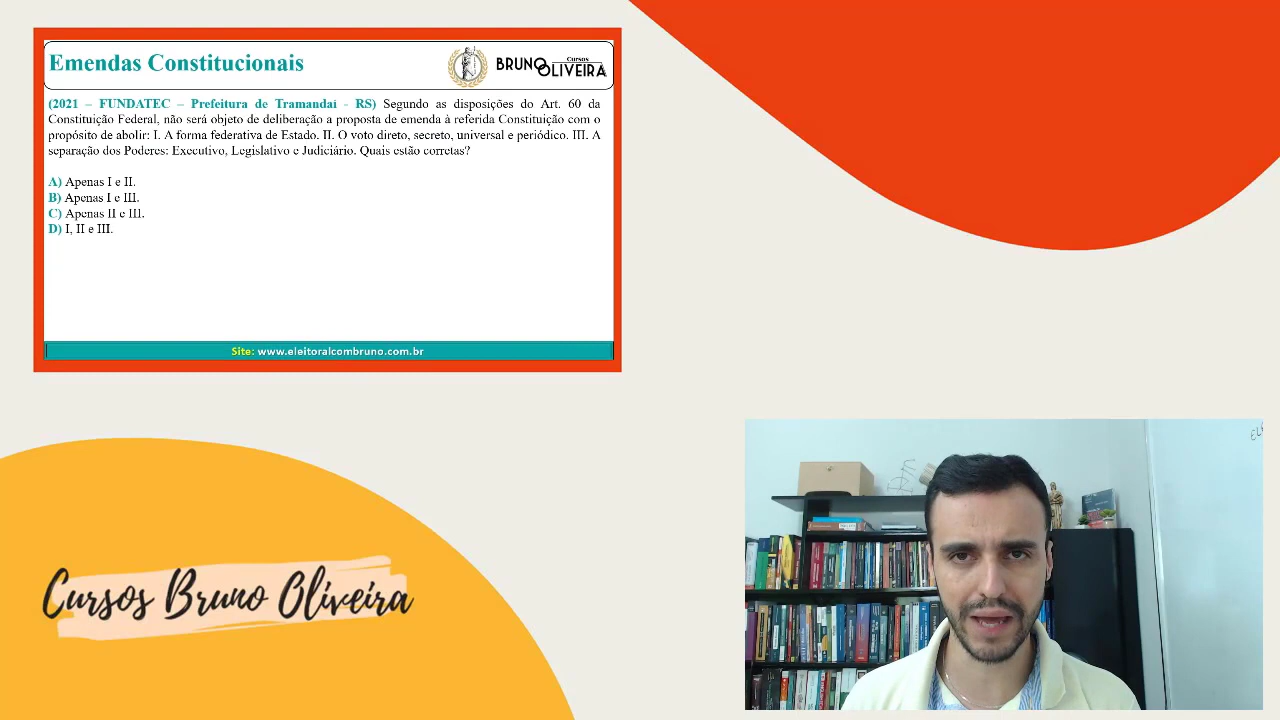 Emendas Constitucionais
Cursos
BRUNO
OLIVEIRA
(2021 – FUNDATEC – Prefeitura de Tramandaí - RS) Segundo as disposições do Art. 60 da
Constituição Federal, não será objeto de deliberação a proposta de emenda à referida Constituição com o
propósito de abolir: I. A forma federativa de Estado. II. O voto direto, secreto, universal e periódico. III. A
separação dos Poderes: Executivo, Legislativo e Judiciário. Quais estão corretas?
A) Apenas I e II.
B) Apenas I e III.
C) Apenas II e III.
D) I, II e III.
Site: www.eleitoralcombruno.com.br
Cursos Bruno Oliveira